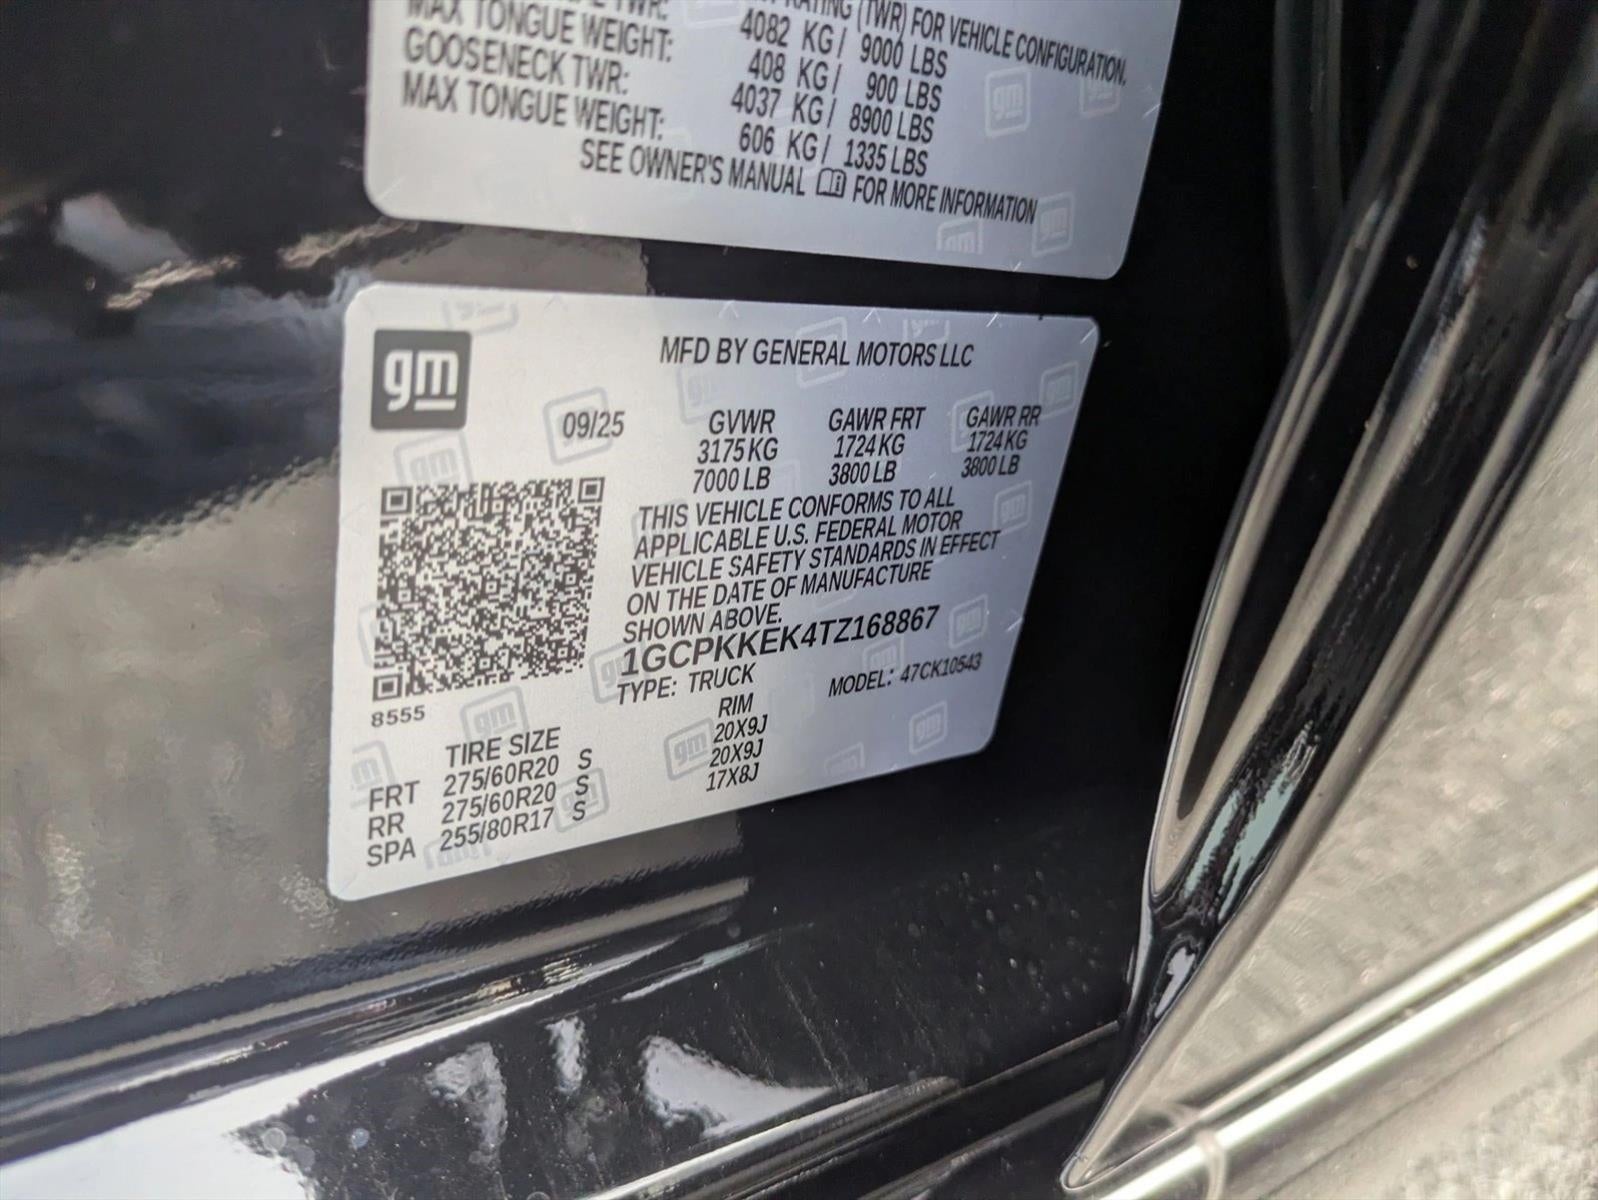 TWR:
RATING (TWR) FOR VEHICLE CONFIGURATION.
4082 KG/ 9000 LBS
MAX TONGUE WEIGHT: 408 KG/ 900 LBS
GOOSENECK TWR: 4037 KG/ 8900 LBS
MAX TONGUE WEIGHT: 606 KG/ 1335 LBS
SEE OWNER'S MANUAL FOR MORE INFORMATION
gm
MFD BY GENERAL MOTORS LLC
09/25 GVWR GAWR FRT GAWR RR
3175 KG 1724 KG 1724 KG
7000 LB 3800 LB 3800 LB
THIS VEHICLE CONFORMS TO ALL
APPLICABLE U.S. FEDERAL MOTOR
VEHICLE SAFETY STANDARDS IN EFFECT
ON THE DATE OF MANUFACTURE
SHOWN ABOVE.
1GCPKKEK4TZ168867
TYPE: TRUCK MODEL: 47CK10543
8555
TIRE SIZE RIM
FRT 275/60R20 S 20X9J
RR 275/60R20 S 20X9J
SPA 255/80R17 S 17X8J